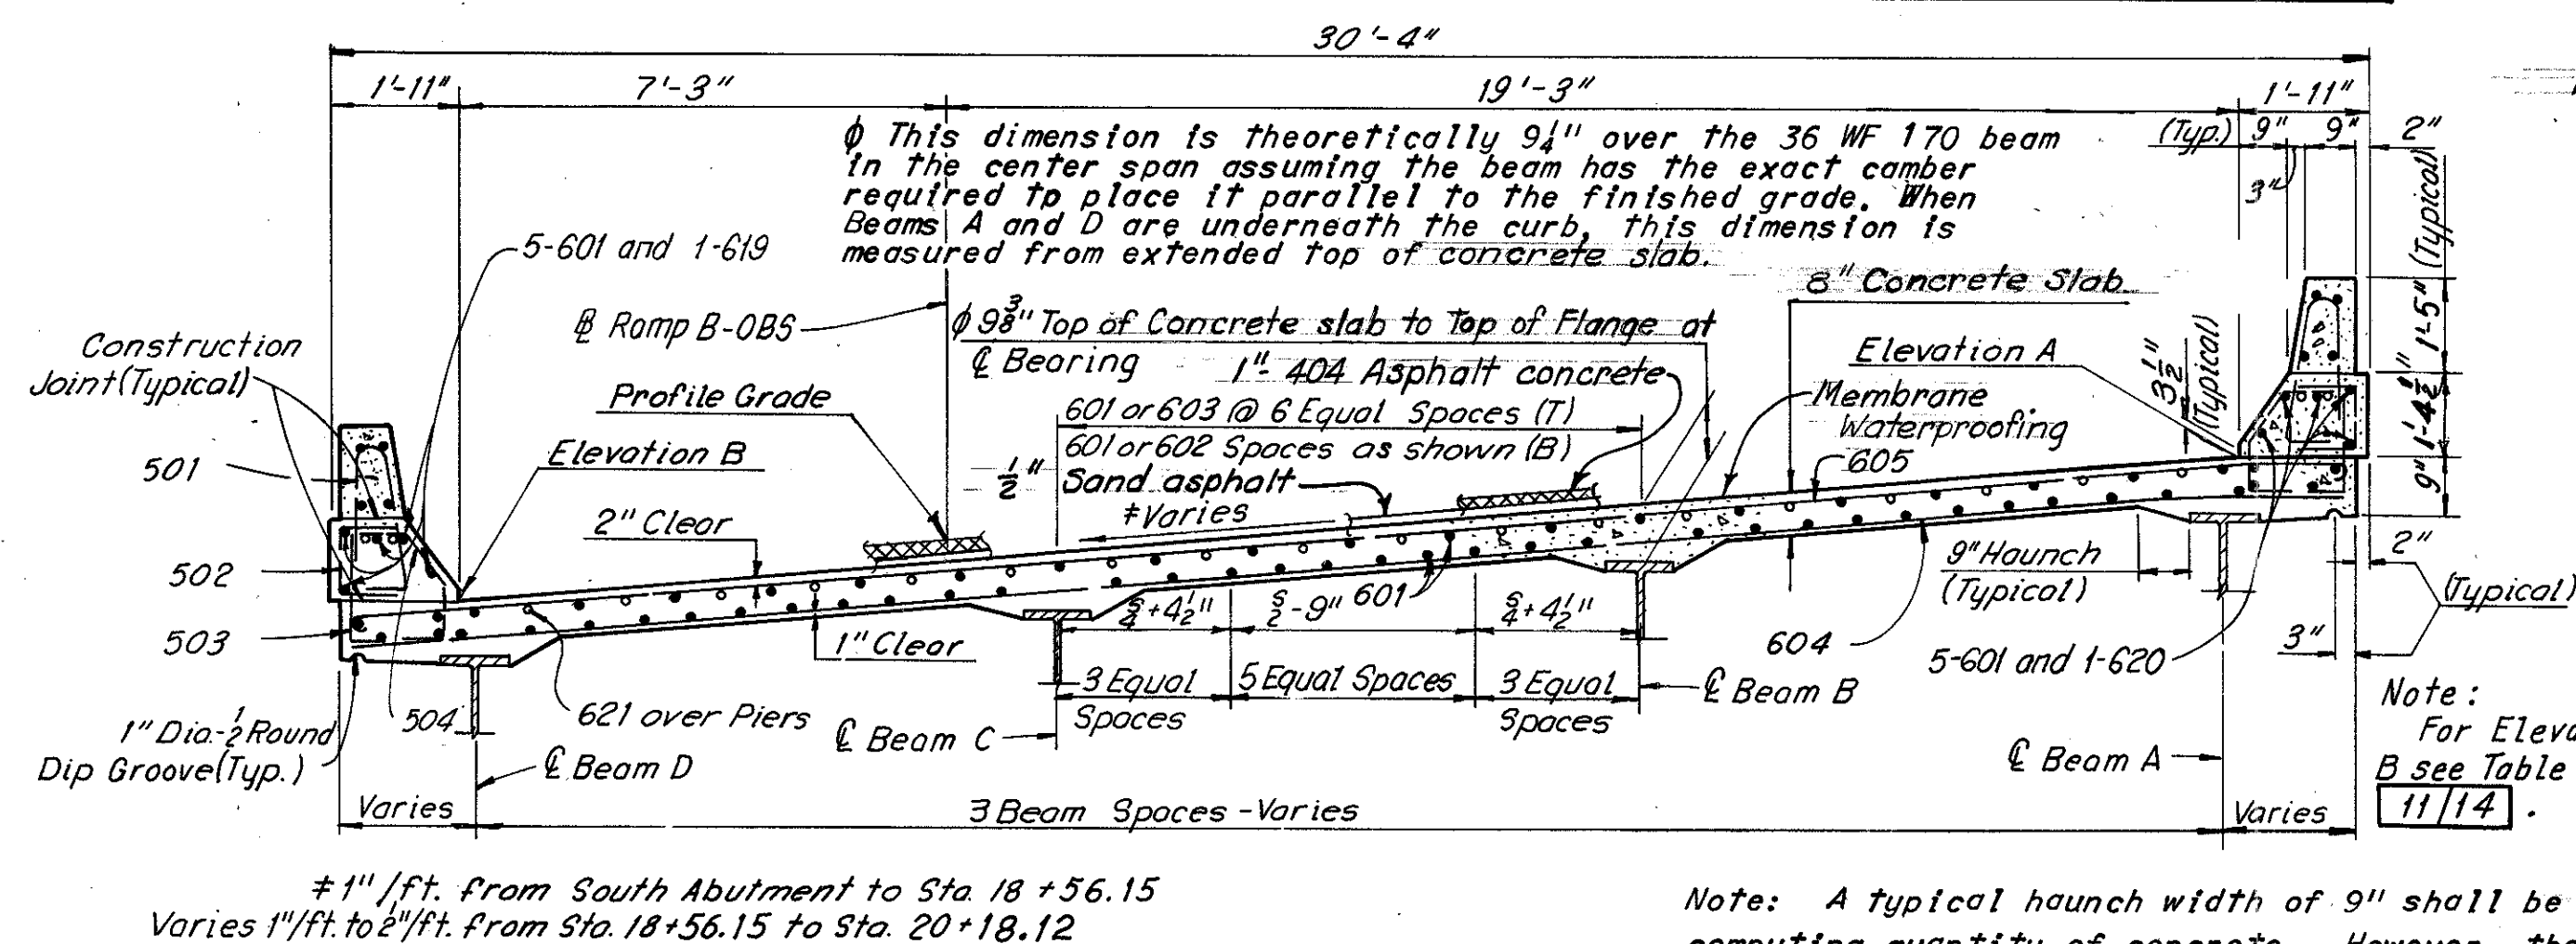 30'-4"
1'-11" 7'-3" 19'-3" 1'-11"
(Typ.) 9" 9" 2"
3"
ϕ This dimension is theoretically 9¼" over the 36 WF 170 beam
in the center span assuming the beam has the exact camber
required to place it parallel to the finished grade. When
Beams A and D are underneath the curb, this dimension is
measured from extended top of concrete slab.
5-601 and 1-619
℄ Ramp B-OBS
Construction
Joint (Typical)
Profile Grade
Elevation B
501
502
503
504
2" Clear
1" Clear
ϕ 9⅜" Top of Concrete slab to Top of Flange at
℄ Bearing
1"- 404 Asphalt concrete
601 or 603 @ 6 Equal Spaces (T)
601 or 602 Spaces as shown (B)
½"
Sand asphalt
ǂ Varies
8" Concrete Slab
Elevation A
Membrane
Waterproofing
605
3½"
(Typical)
1'-5" (Typical)
1'-4½"
9"
2"
(Typical)
3"
9" Haunch
(Typical)
604
5-601 and 1-620
S/4+4½" S/2-9" 601 S/4+4½"
3 Equal
Spaces
5 Equal Spaces
3 Equal
Spaces
℄ Beam B
621 over Piers
℄ Beam C
℄ Beam D
℄ Beam A
1" Dia.-½ Round
Dip Groove (Typ.)
Varies 3 Beam Spaces - Varies Varies
Note:
For Eleva
B see Table
11/14 .
ǂ 1"/ft. from South Abutment to Sta. 18 +56.15
Varies 1"/ft. to ½"/ft. from Sta. 18+56.15 to Sta. 20+18.12
Note: A typical haunch width of 9" shall be
computing quantity of concrete. However, the